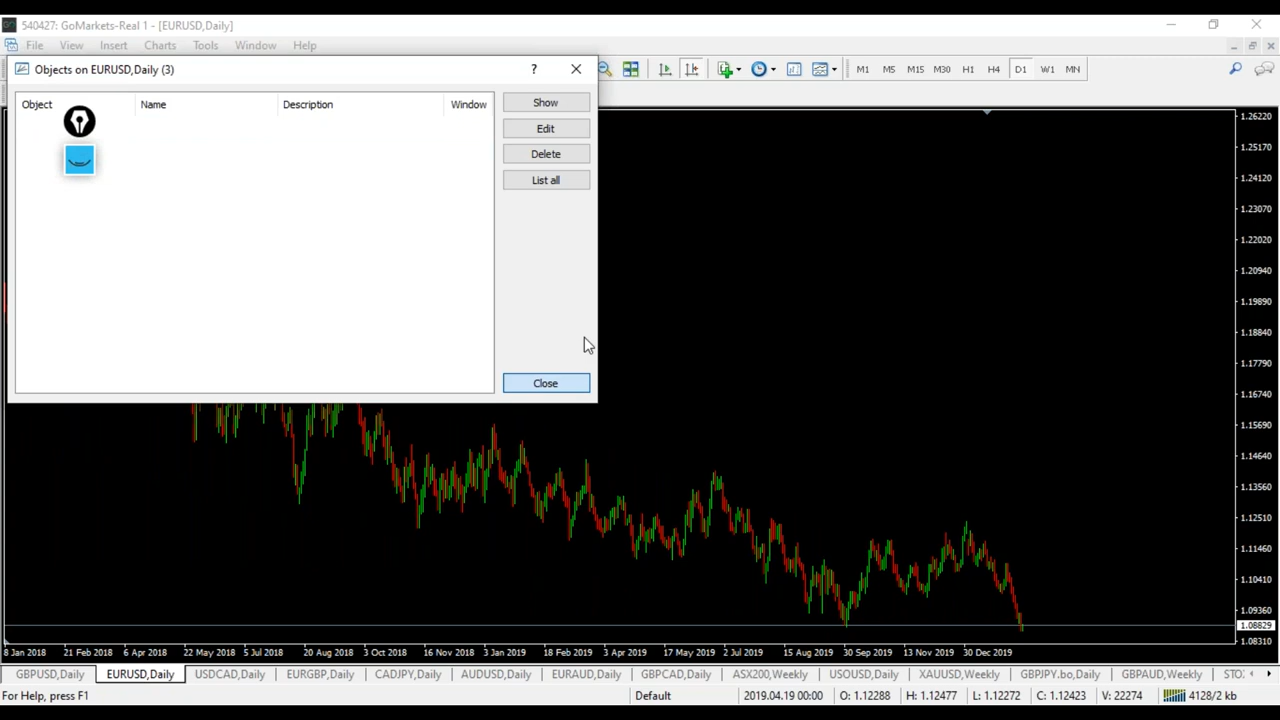 540427: GoMarkets-Real 1 - [EURUSD,Daily]
File View Insert Charts Tools Window Help
Objects on EURUSD,Daily (3) ?
M1 M5 M15 M30 H1 H4 D1 W1 MN
Object Name Description Window
Show
Edit
Delete
List all
Close
1.26220
1.25170
1.24120
1.23070
1.22020
1.20940
1.19890
1.18840
1.17790
1.16740
1.15690
1.14640
1.13560
1.12510
1.11460
1.10410
1.09360
1.08829
1.08310
8 Jan 2018 21 Feb 2018 6 Apr 2018 22 May 2018 5 Jul 2018 20 Aug 2018 3 Oct 2018 16 Nov 2018 3 Jan 2019 18 Feb 2019 3 Apr 2019 17 May 2019 2 Jul 2019 15 Aug 2019 30 Sep 2019 13 Nov 2019 30 Dec 2019
GBPUSD,Daily EURUSD,Daily USDCAD,Daily EURGBP,Daily CADJPY,Daily AUDUSD,Daily EURAUD,Daily GBPCAD,Daily ASX200,Weekly USOUSD,Daily XAUUSD,Weekly GBPJPY.bo,Daily GBPAUD,Weekly STO
For Help, press F1 Default 2019.04.19 00:00 O: 1.12288 H: 1.12477 L: 1.12272 C: 1.12423 V: 22274 4128/2 kb